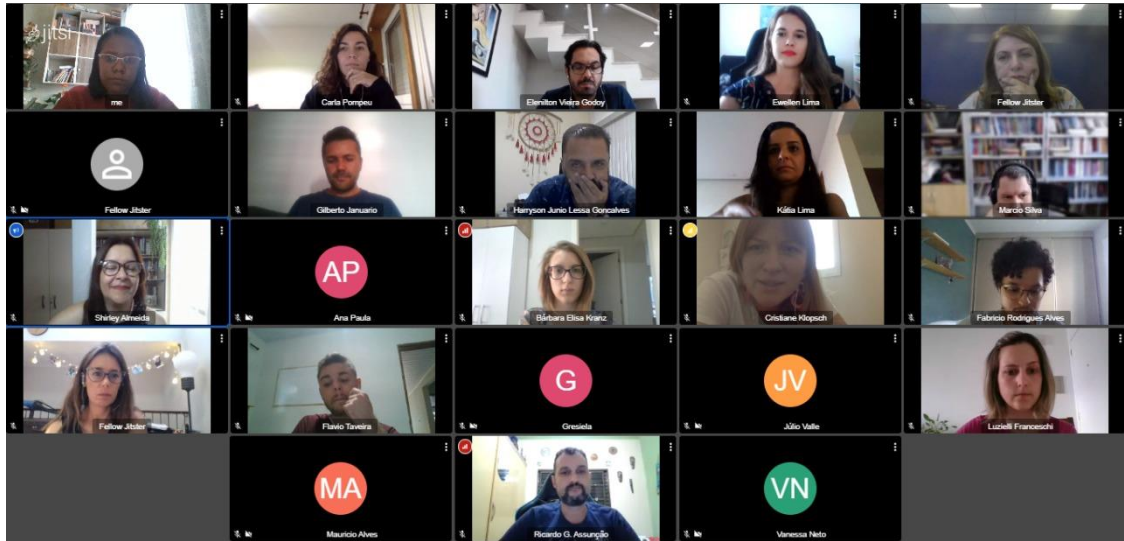 jitsi
me
Carla Pompeu
Elenilton Vieira Godoy
Ewellen Lima
Fellow Jitster
Fellow Jitster
Gilberto Januario
Harryson Junio Lessa Gonçalves
Kátia Lima
Marcio Silva
Shirley Almeida
AP
Ana Paula
Bárbara Elisa Kranz
Cristiane Klopsch
Fabricio Rodrigues Alves
Fellow Jitster
Flavio Taveira
G
Gresiela
JV
Júlio Valle
Luzielli Franceschi
MA
Mauricio Alves
Ricardo G. Assunção
VN
Vanessa Neto